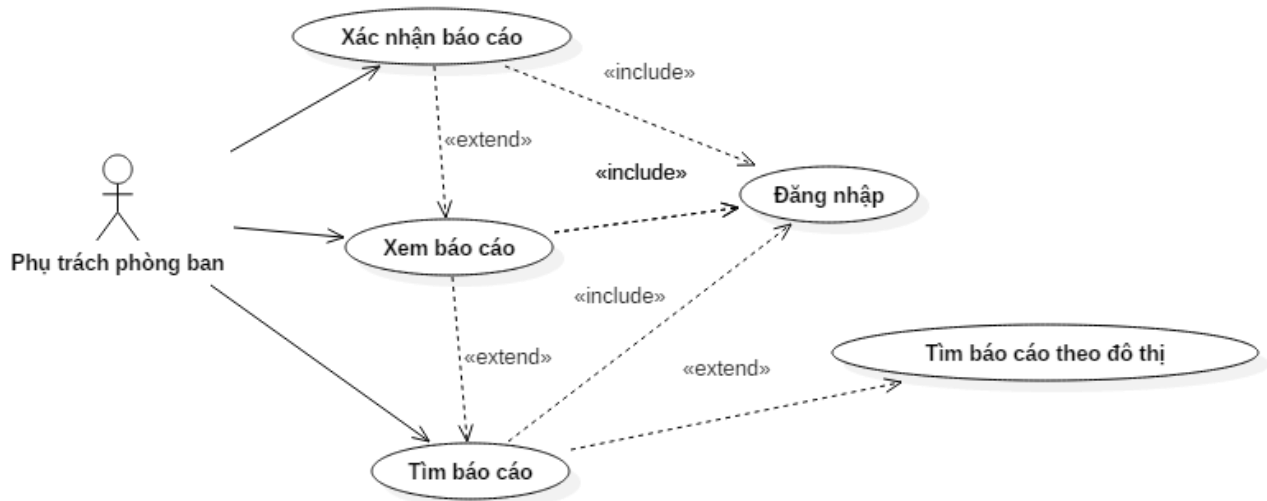 Xác nhận báo cáo
«include»
«extend»
«include»
Đăng nhập
Xem báo cáo
Phụ trách phòng ban
«include»
«extend»
Tìm báo cáo theo đô thị
«extend»
Tìm báo cáo